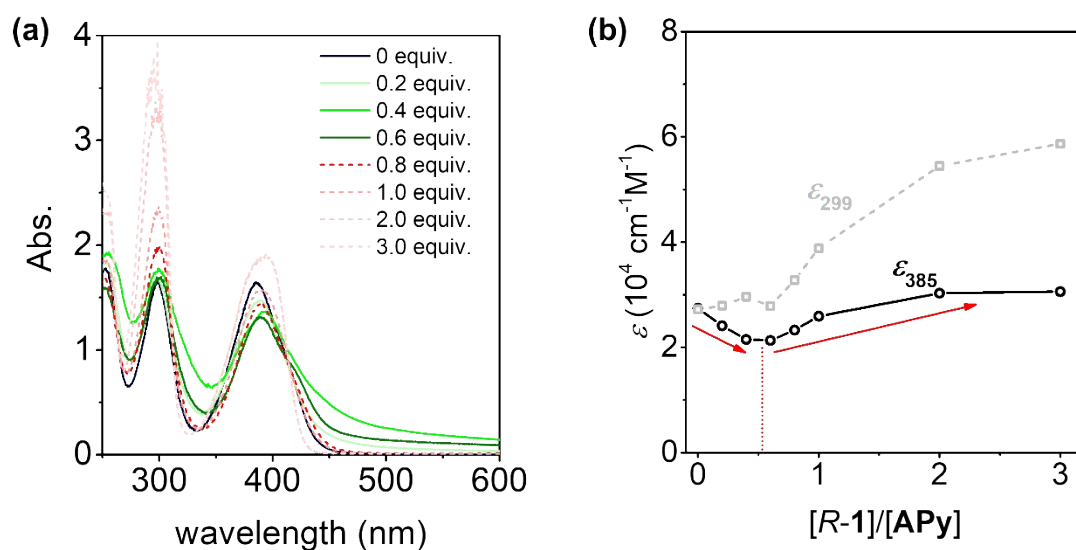 (a)
4
3
2
1
0
Abs.
300
400
500
600
wavelength (nm)
0 equiv.
0.2 equiv.
0.4 equiv.
0.6 equiv.
0.8 equiv.
1.0 equiv.
2.0 equiv.
3.0 equiv.
(b)
8
6
4
2
0
ε (10⁴ cm⁻¹M⁻¹)
ε₂₉₉
ε₃₈₅
0
1
2
3
[R-1]/[APy]